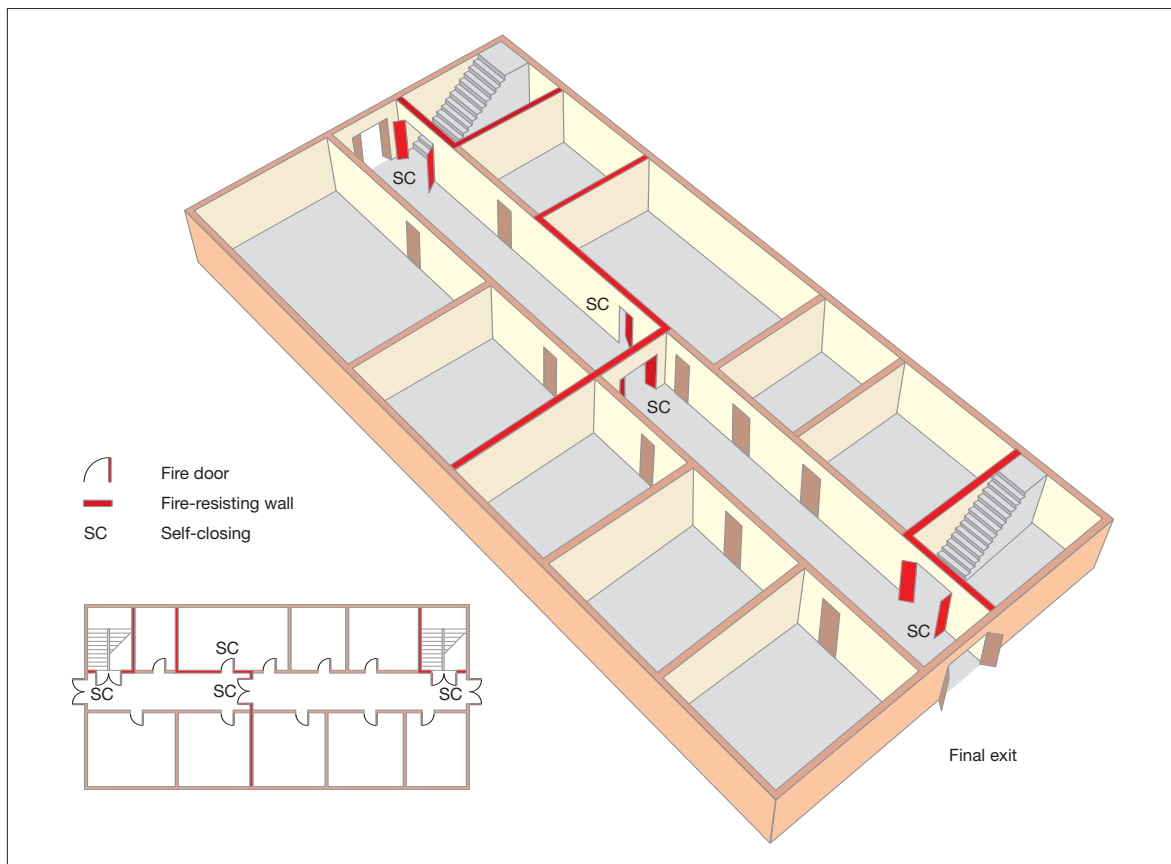 SC
SC
SC
SC
Fire door
Fire-resisting wall
SC Self-closing
SC
SC
SC
SC
Final exit